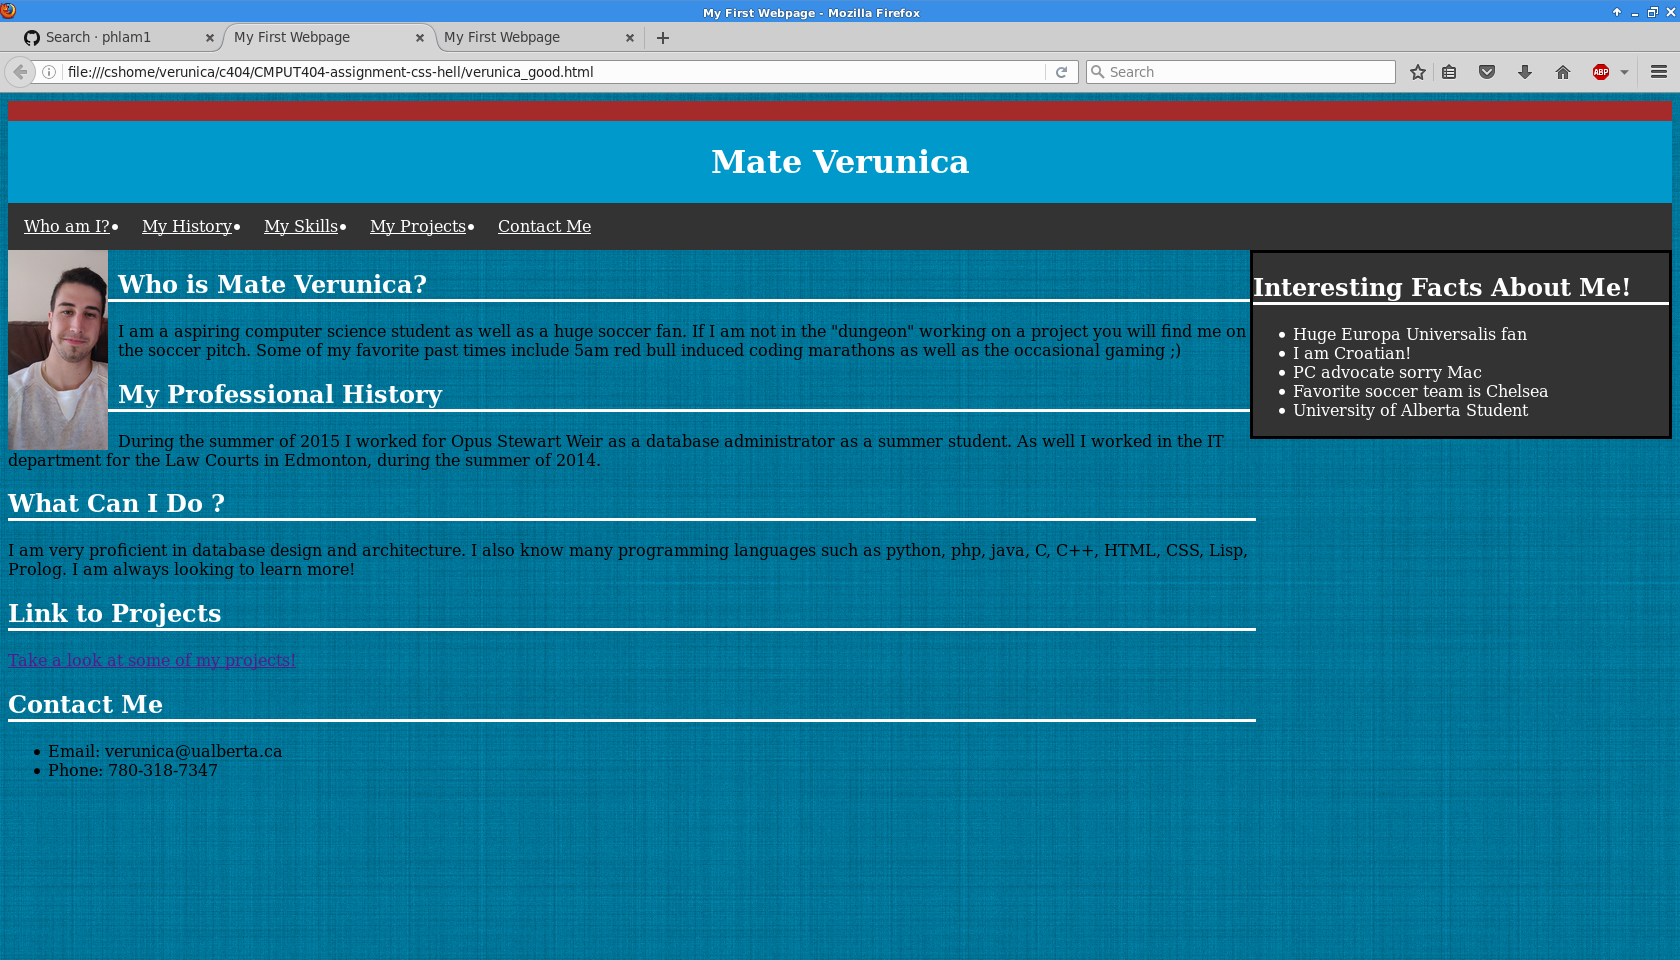 My First Webpage - Mozilla Firefox
Search · phlam1
My First Webpage
My First Webpage
file:///cshome/verunica/c404/CMPUT404-assignment-css-hell/verunica_good.html
Search
ABP
Mate Verunica
Who am I? • My History • My Skills • My Projects • Contact Me
Who is Mate Verunica?
I am a aspiring computer science student as well as a huge soccer fan. If I am not in the "dungeon" working on a project you will find me on
the soccer pitch. Some of my favorite past times include 5am red bull induced coding marathons as well as the occasional gaming ;)
My Professional History
During the summer of 2015 I worked for Opus Stewart Weir as a database administrator as a summer student. As well I worked in the IT
department for the Law Courts in Edmonton, during the summer of 2014.
What Can I Do ?
I am very proficient in database design and architecture. I also know many programming languages such as python, php, java, C, C++, HTML, CSS, Lisp,
Prolog. I am always looking to learn more!
Link to Projects
Take a look at some of my projects!
Contact Me
• Email: verunica@ualberta.ca
• Phone: 780-318-7347
Interesting Facts About Me!
• Huge Europa Universalis fan
• I am Croatian!
• PC advocate sorry Mac
• Favorite soccer team is Chelsea
• University of Alberta Student